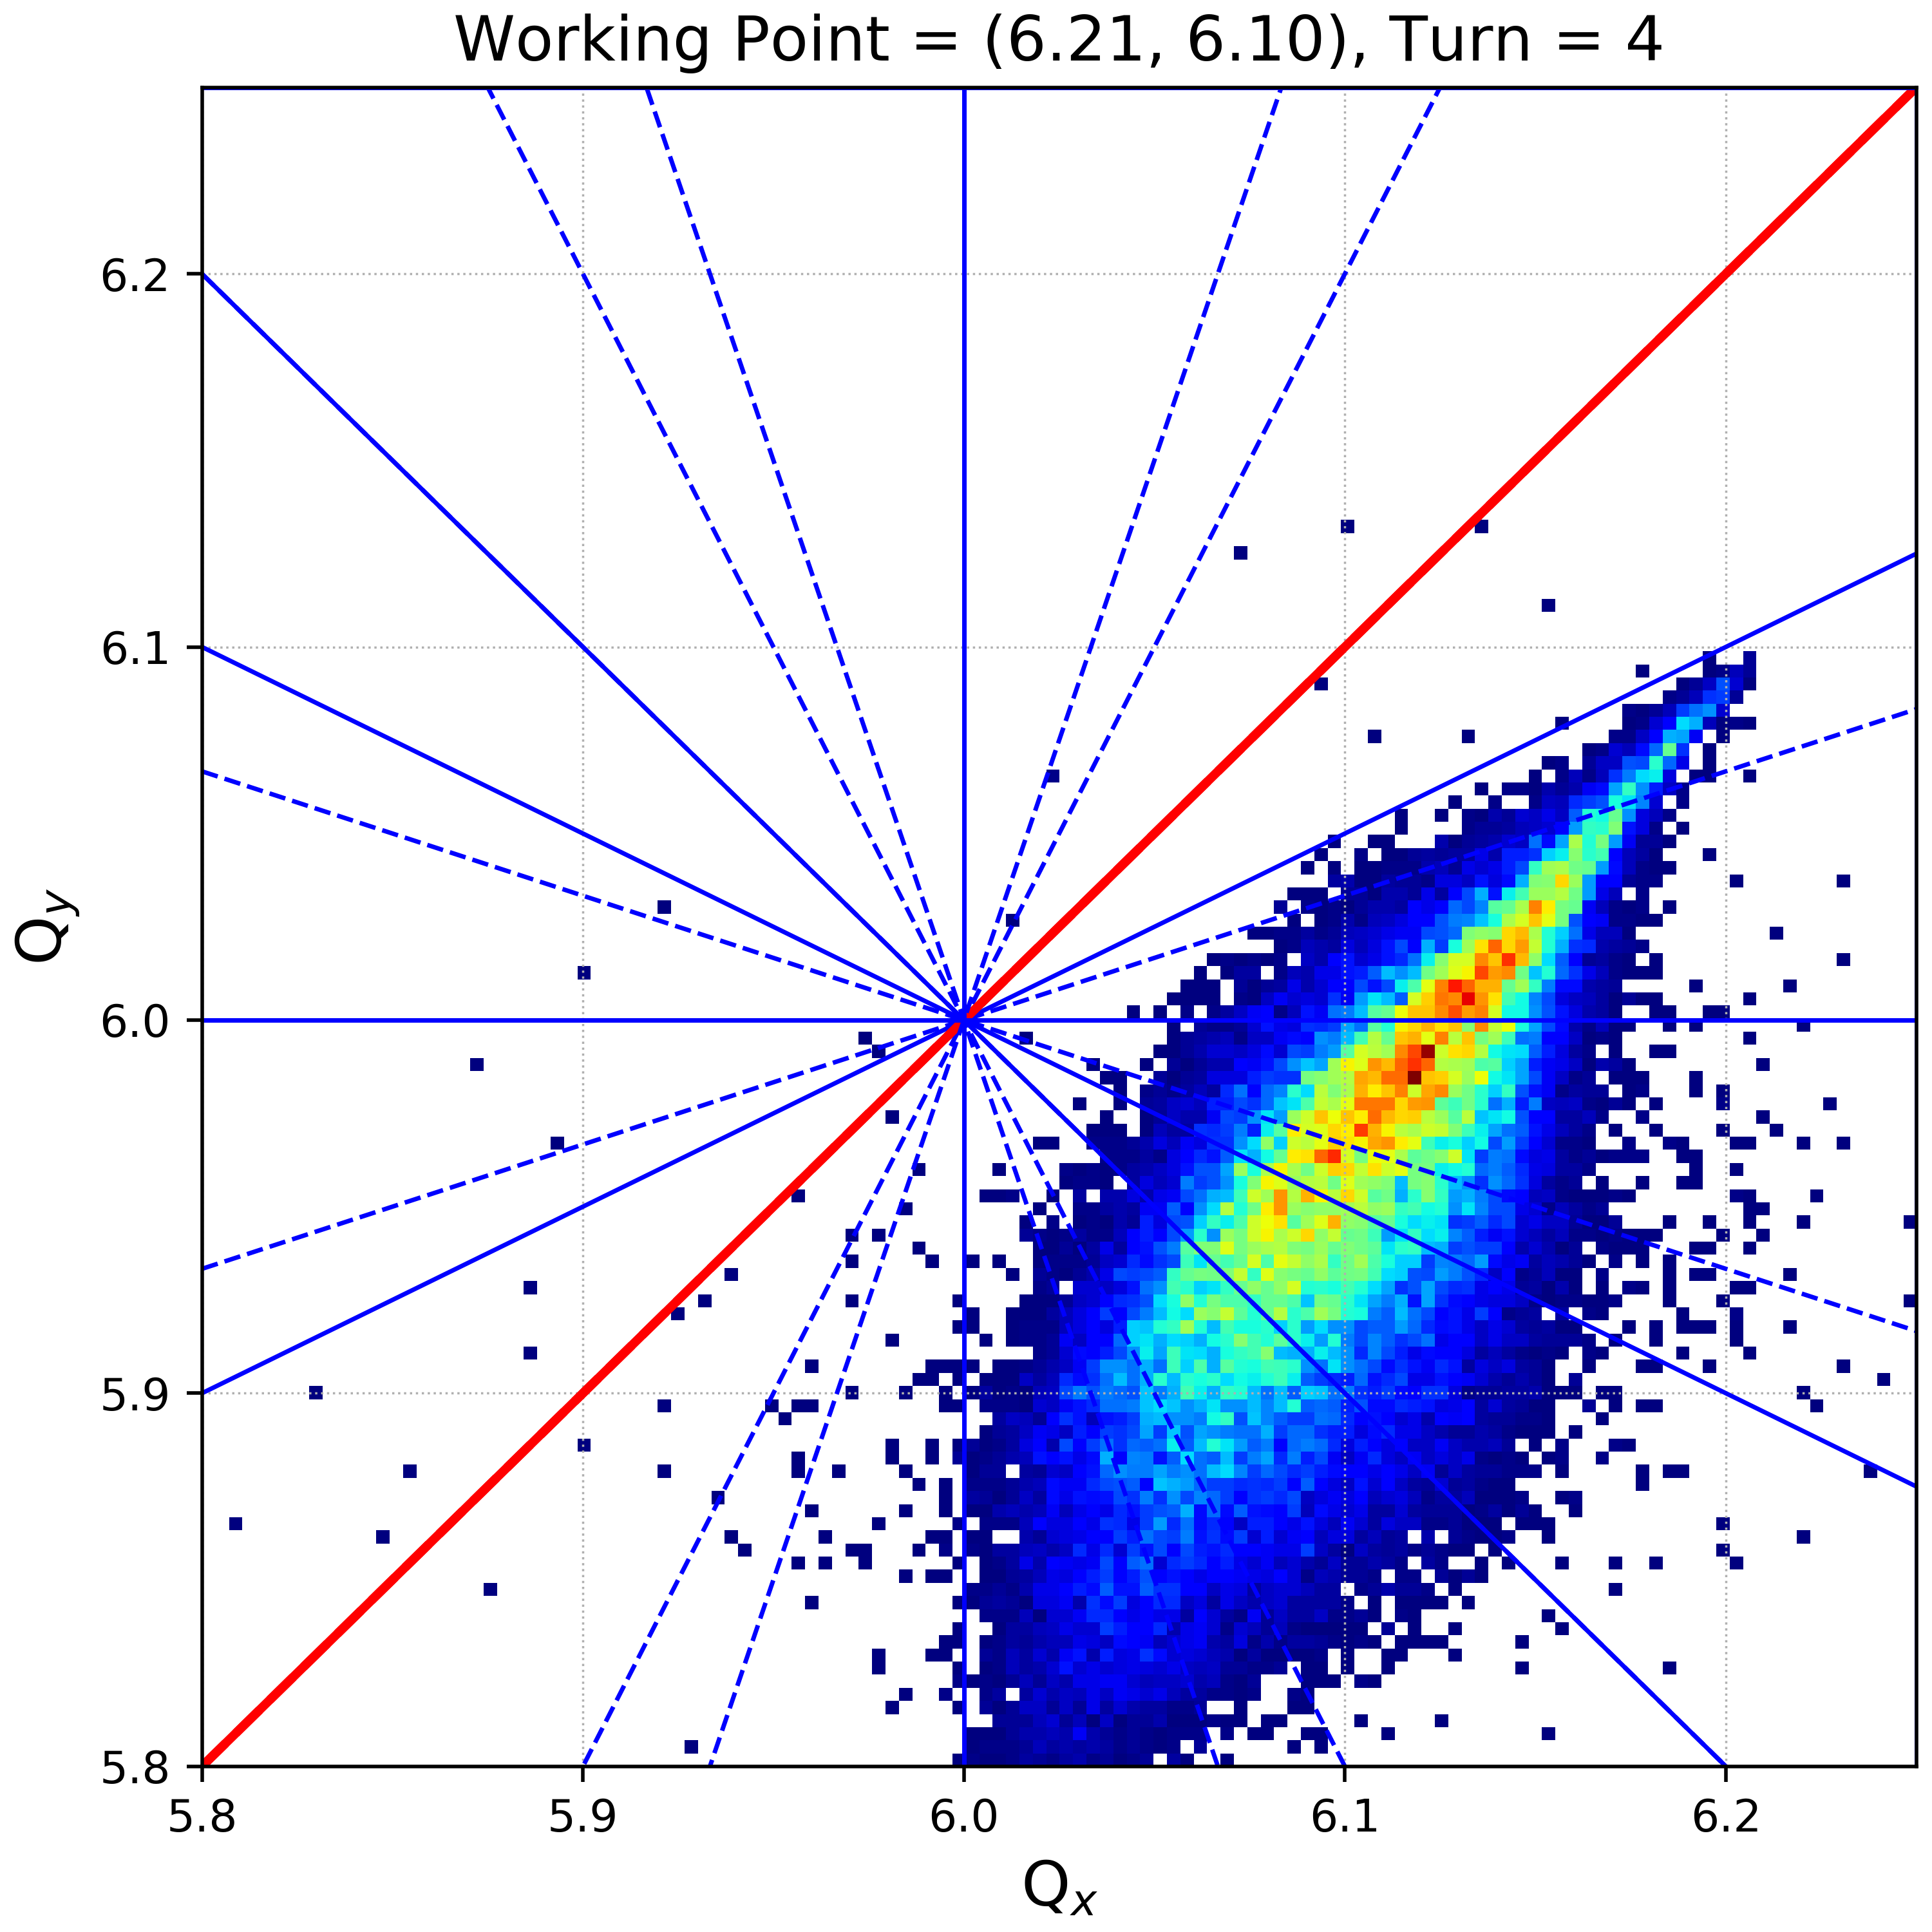 Working Point = (6.21, 6.10), Turn = 4
6.2
6.1
6.0
5.9
5.8
Qy
5.8 5.9 6.0 6.1 6.2
Qx